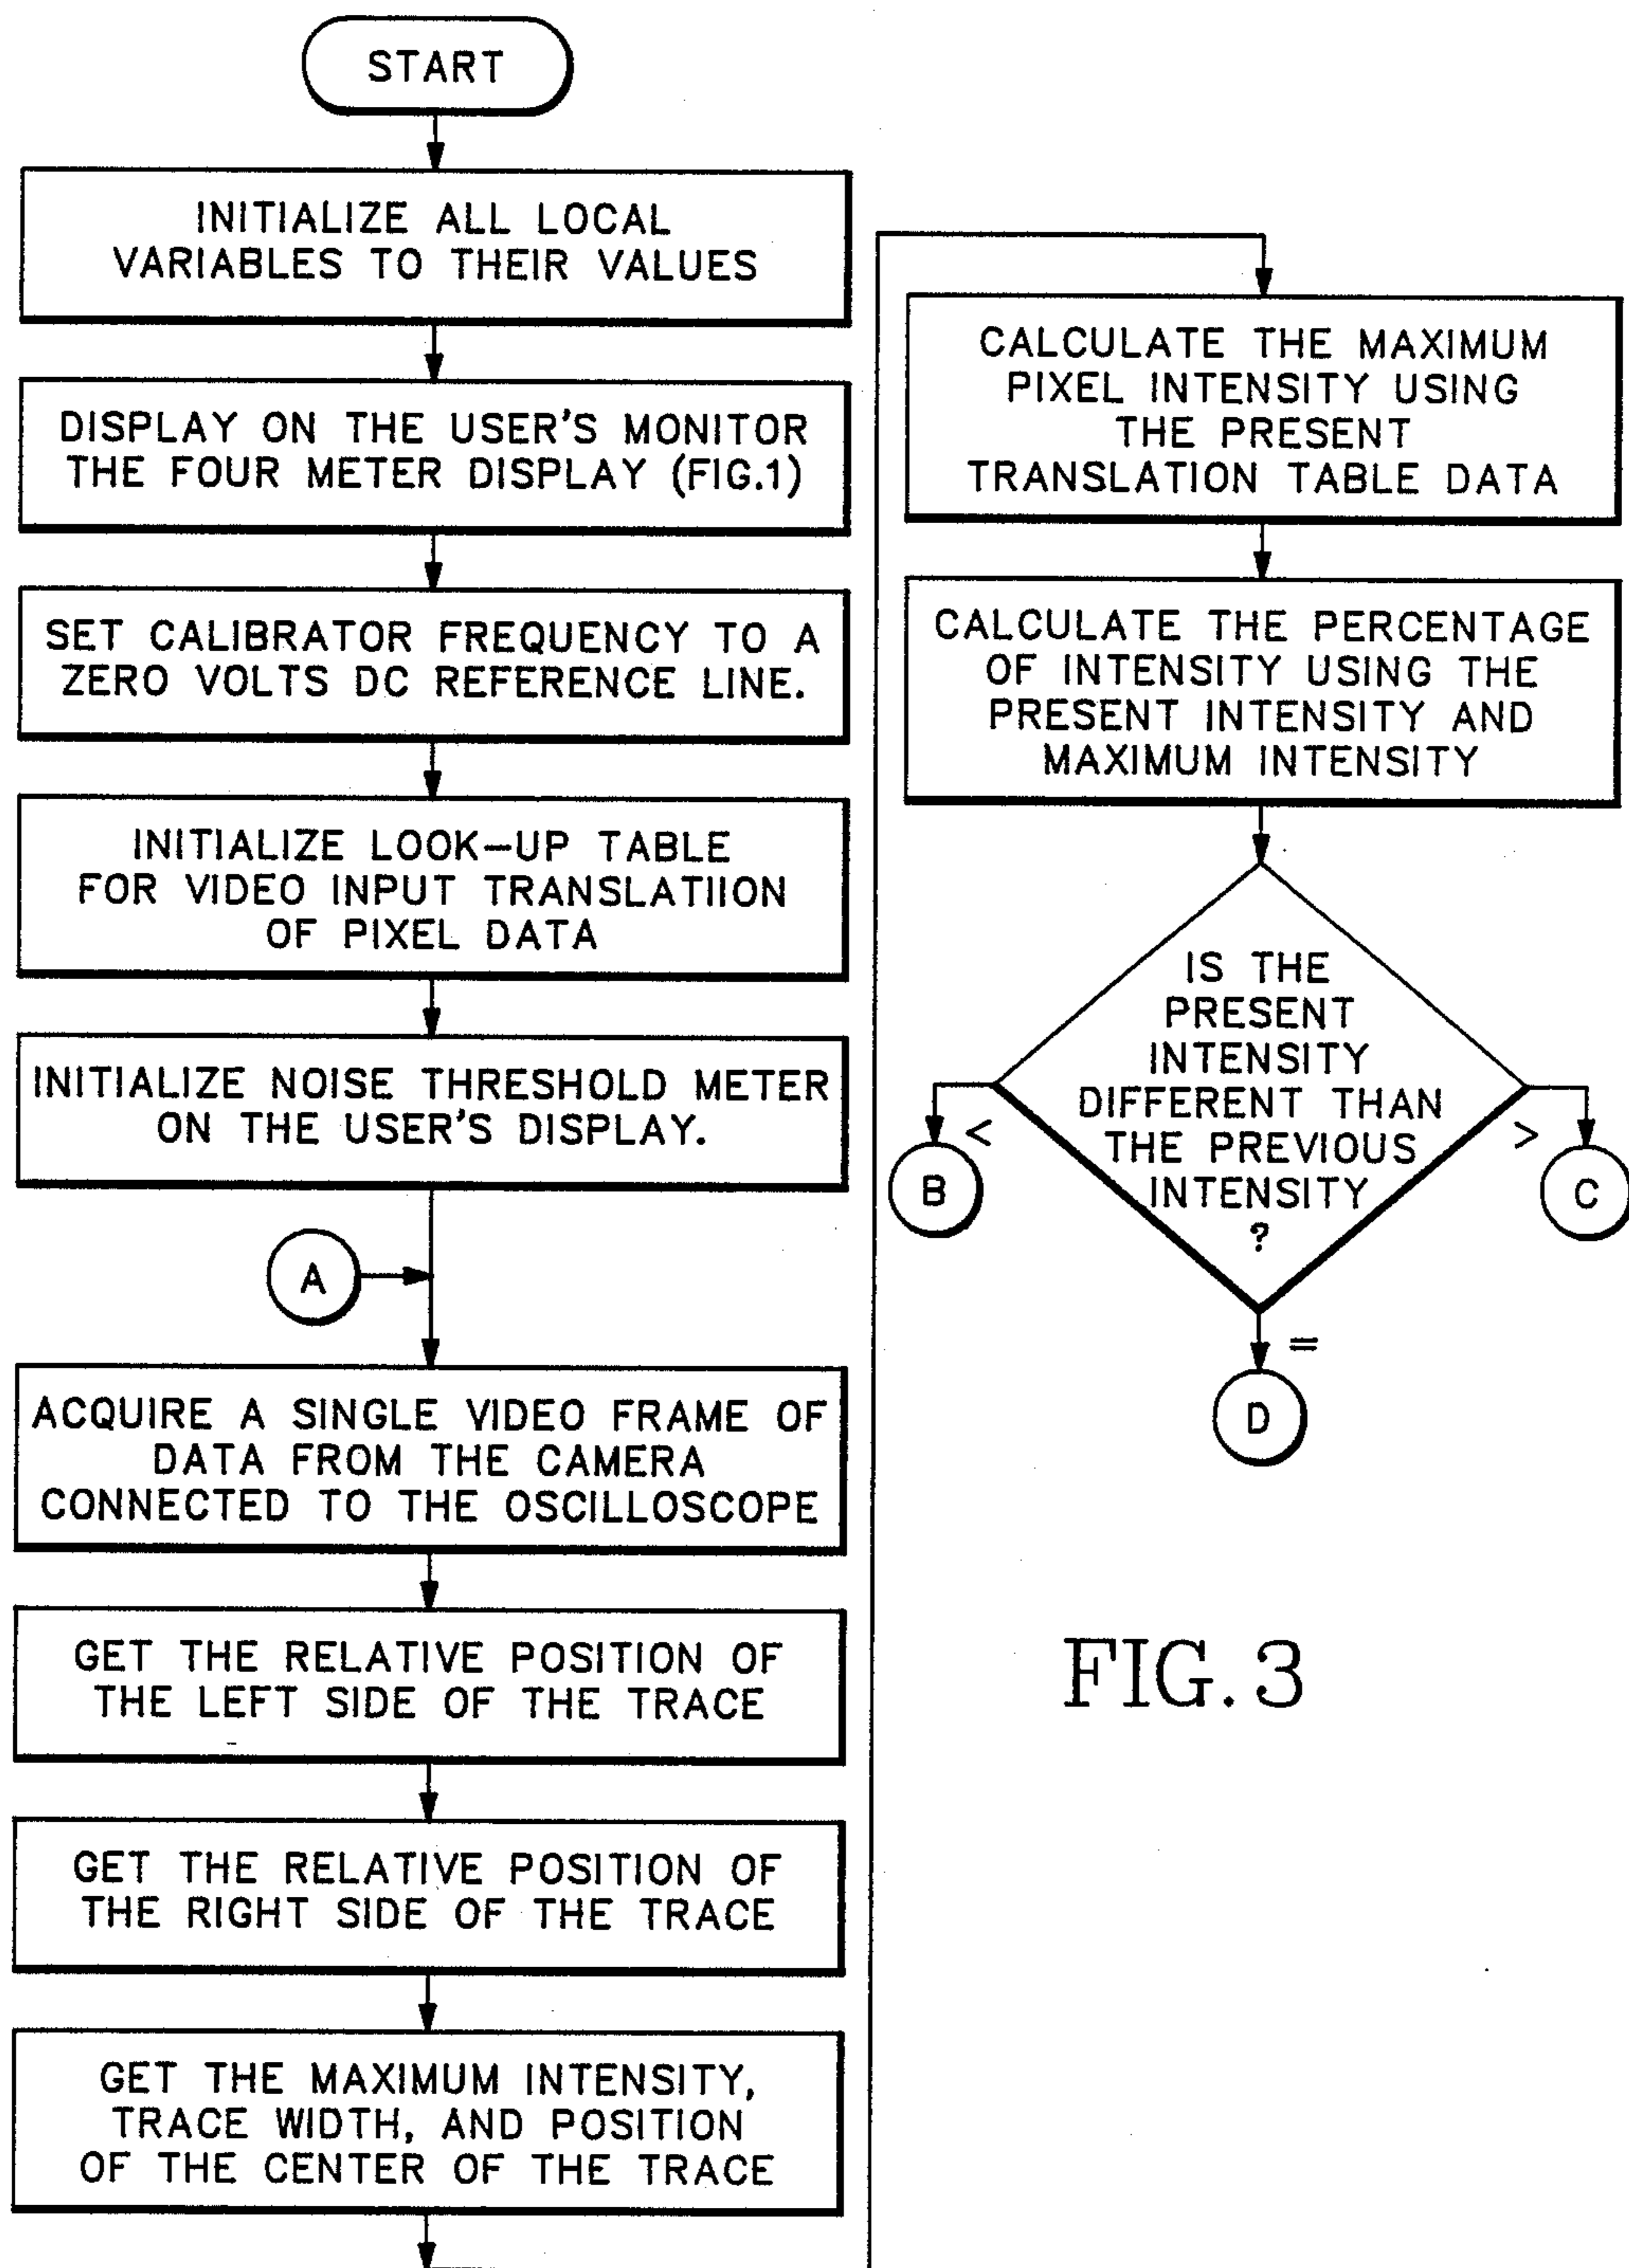 START
INITIALIZE ALL LOCAL
VARIABLES TO THEIR VALUES
DISPLAY ON THE USER'S MONITOR
THE FOUR METER DISPLAY (FIG.1)
SET CALIBRATOR FREQUENCY TO A
ZERO VOLTS DC REFERENCE LINE.
INITIALIZE LOOK-UP TABLE
FOR VIDEO INPUT TRANSLATIION
OF PIXEL DATA
INITIALIZE NOISE THRESHOLD METER
ON THE USER'S DISPLAY.
A
ACQUIRE A SINGLE VIDEO FRAME OF
DATA FROM THE CAMERA
CONNECTED TO THE OSCILLOSCOPE
GET THE RELATIVE POSITION OF
THE LEFT SIDE OF THE TRACE
GET THE RELATIVE POSITION OF
THE RIGHT SIDE OF THE TRACE
GET THE MAXIMUM INTENSITY,
TRACE WIDTH, AND POSITION
OF THE CENTER OF THE TRACE
CALCULATE THE MAXIMUM
PIXEL INTENSITY USING
THE PRESENT
TRANSLATION TABLE DATA
CALCULATE THE PERCENTAGE
OF INTENSITY USING THE
PRESENT INTENSITY AND
MAXIMUM INTENSITY
IS THE
PRESENT
INTENSITY
DIFFERENT THAN
THE PREVIOUS
INTENSITY
?
<
B
>
C
=
D
FIG. 3